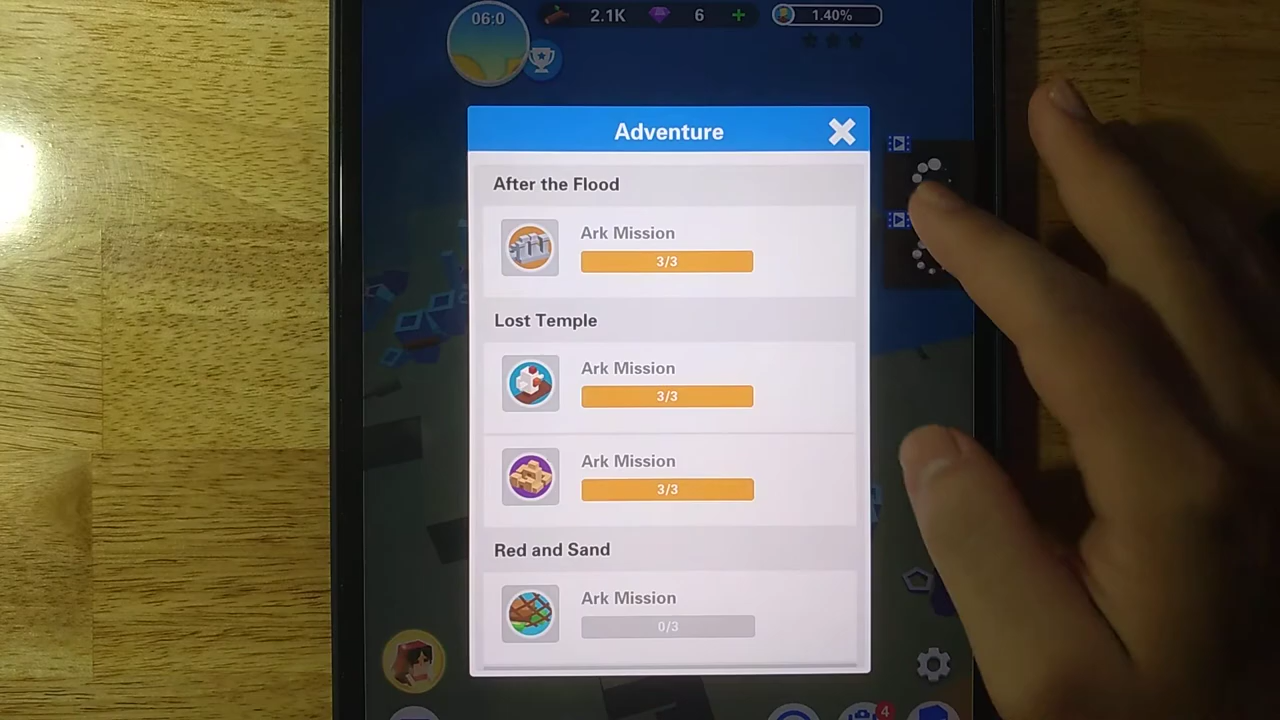 06:0
2.1K
6
+
1.40%
Adventure
After the Flood
Ark Mission
3/3
Lost Temple
Ark Mission
3/3
Ark Mission
3/3
Red and Sand
Ark Mission
0/3
4